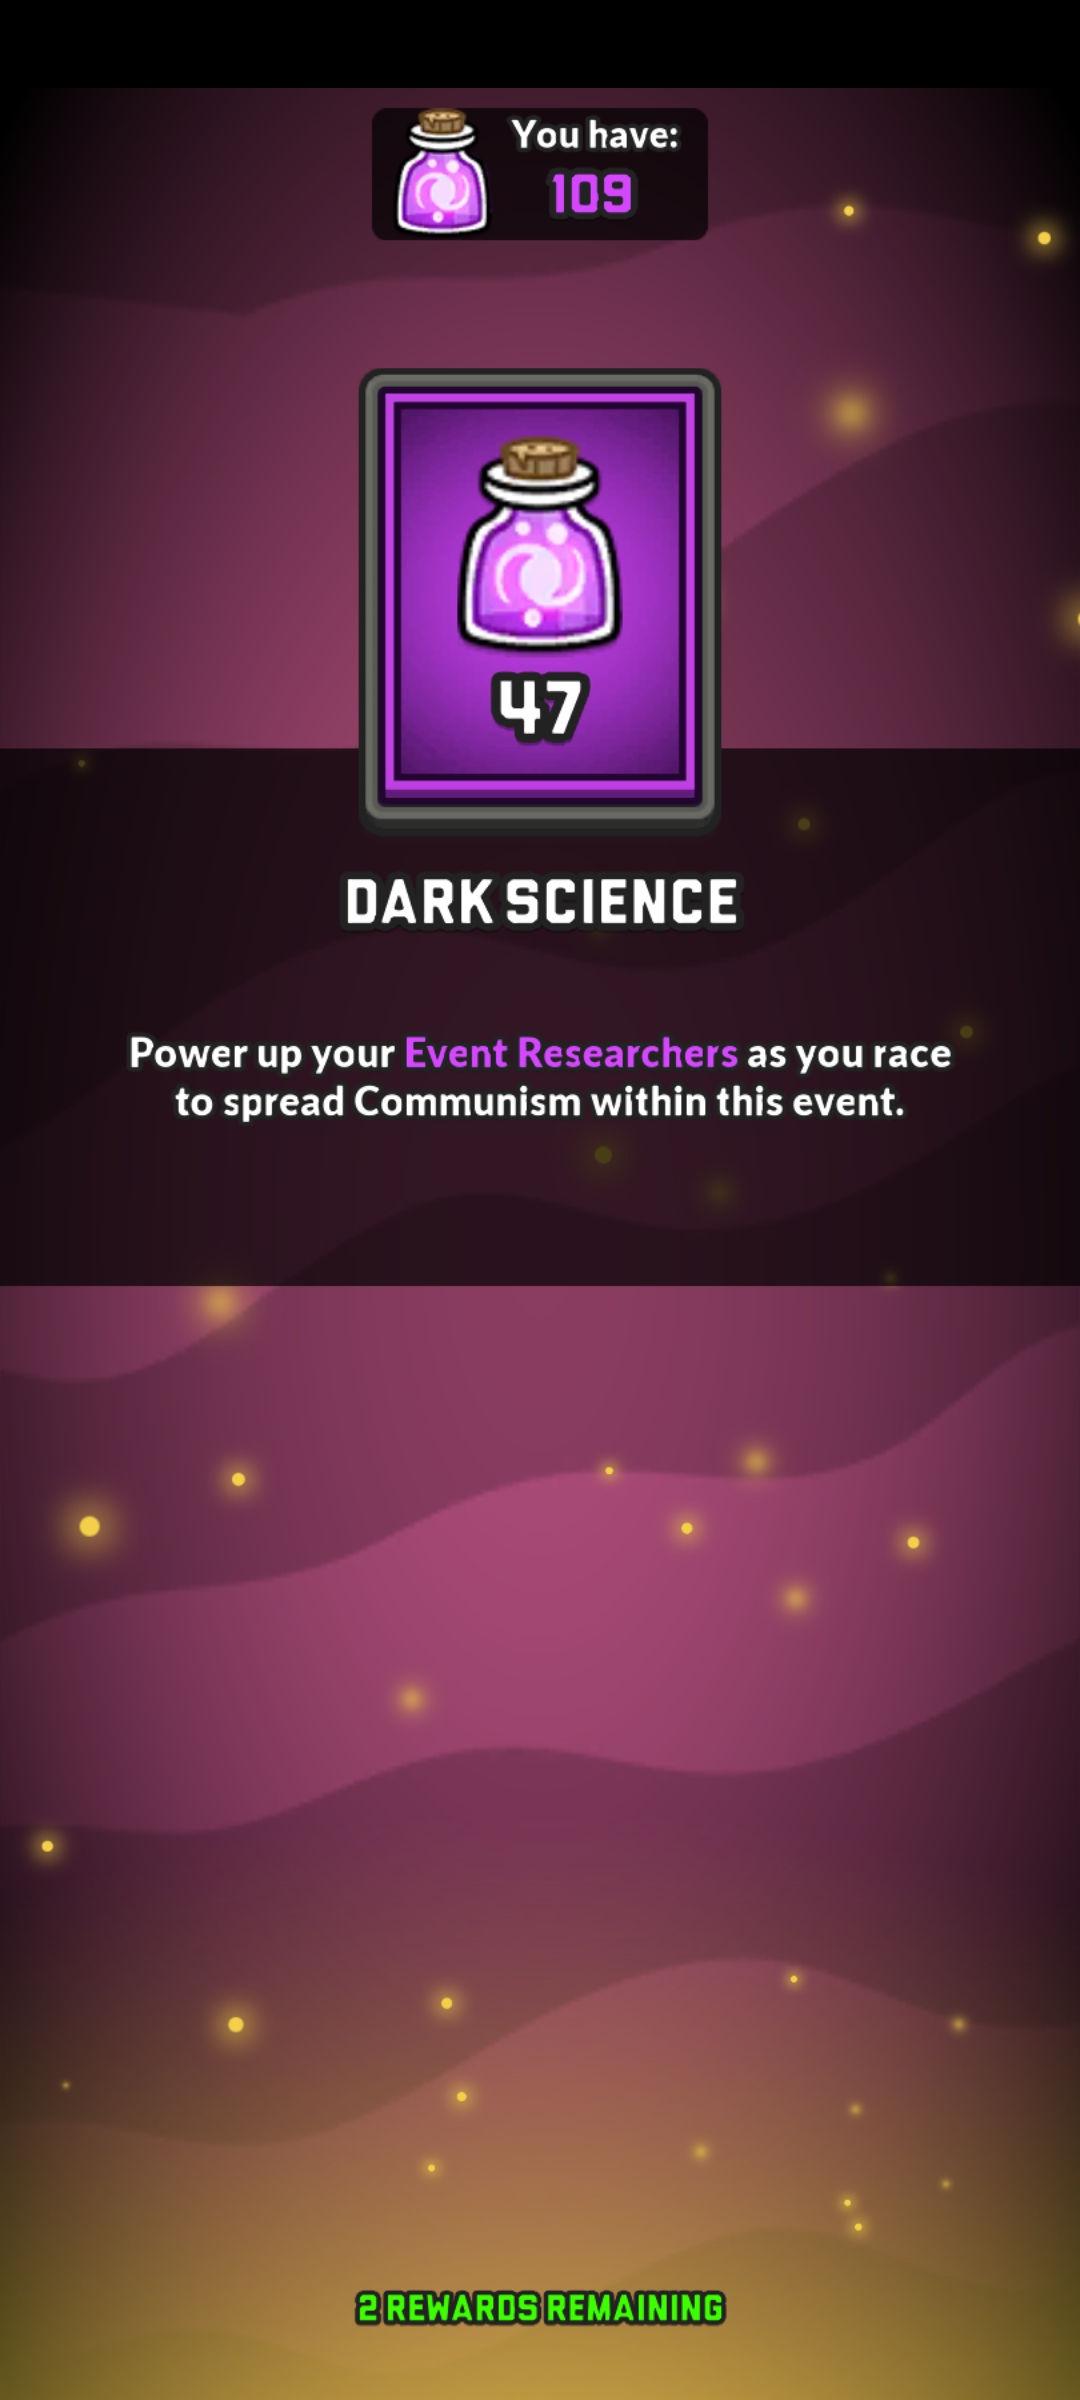 You have:
109
47
DARK SCIENCE
Power up your Event Researchers as you race
to spread Communism within this event.
2 REWARDS REMAINING